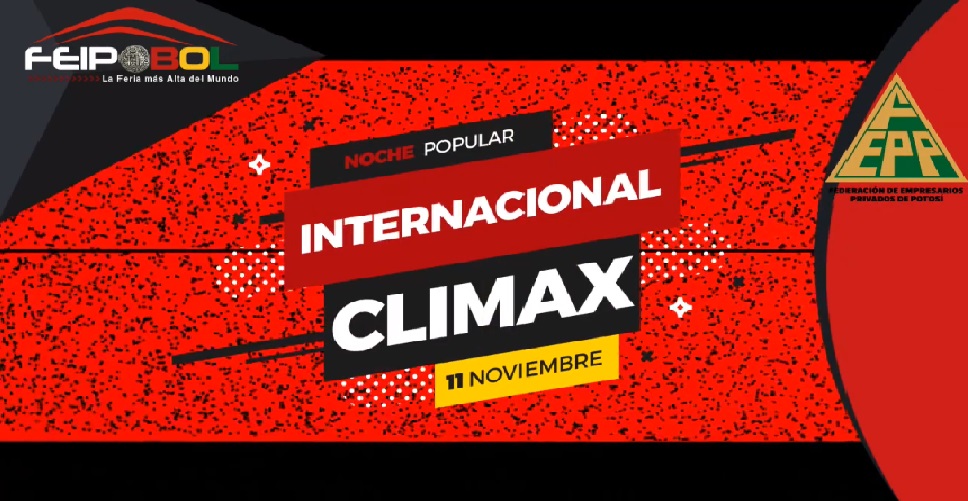 FEIPOBOL
La Feria más Alta del Mundo
NOCHE POPULAR
INTERNACIONAL
CLIMAX
11 NOVIEMBRE
FEPP
FEDERACIÓN DE EMPRESARIOS
PRIVADOS DE POTOSÍ